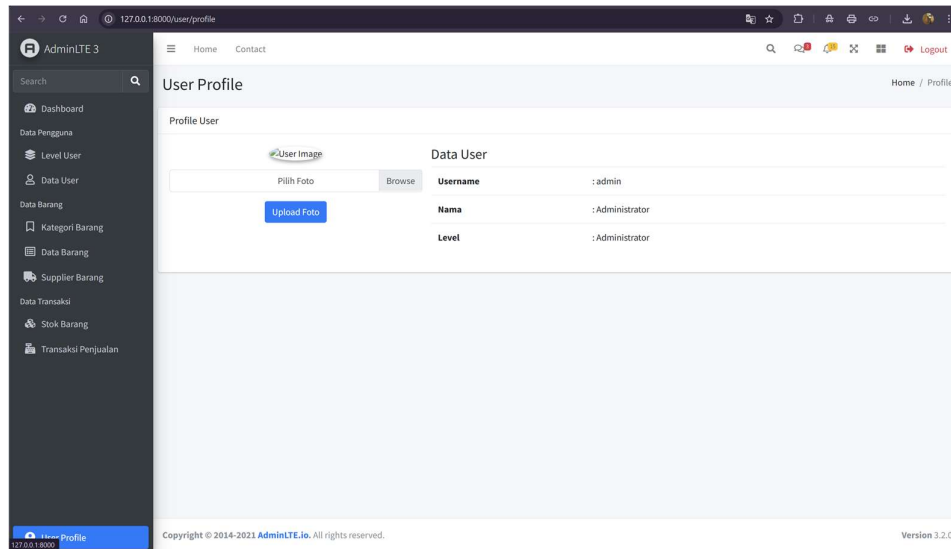 127.0.0.1:8000/user/profile
AdminLTE 3
Home Contact
3
15
Logout
Search
User Profile
Home / Profile
Dashboard
Profile User
Data Pengguna
Level User
User Image
Data User
Data User
Pilih Foto Browse
Username : admin
Data Barang
Upload Foto
Nama : Administrator
Kategori Barang
Level : Administrator
Data Barang
Supplier Barang
Data Transaksi
Stok Barang
Transaksi Penjualan
User Profile
127.0.0.1:8000
Copyright © 2014-2021 AdminLTE.io. All rights reserved.
Version 3.2.0